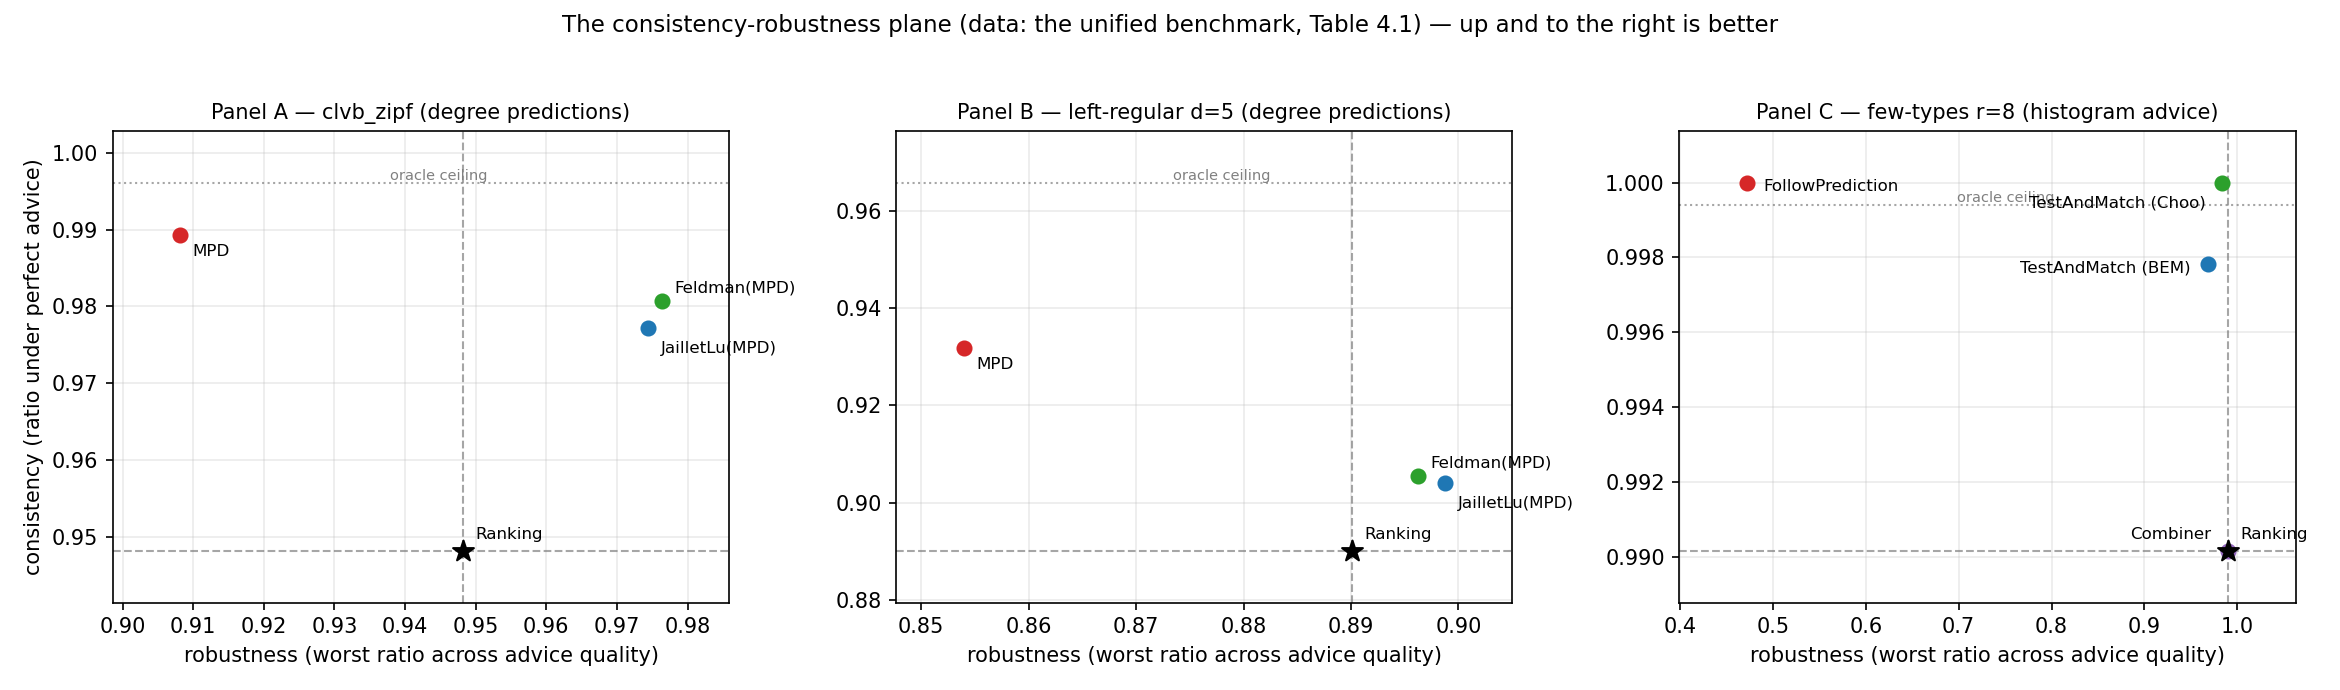 The consistency-robustness plane (data: the unified benchmark, Table 4.1) — up and to the right is better
Panel A — clvb_zipf (degree predictions)
consistency (ratio under perfect advice)
1.00
0.99
0.98
0.97
0.96
0.95
oracle ceiling
MPD
Feldman(MPD)
JailletLu(MPD)
Ranking
0.90 0.91 0.92 0.93 0.94 0.95 0.96 0.97 0.98
robustness (worst ratio across advice quality)
Panel B — left-regular d=5 (degree predictions)
0.96
0.94
0.92
0.90
0.88
oracle ceiling
MPD
Feldman(MPD)
JailletLu(MPD)
Ranking
0.85 0.86 0.87 0.88 0.89 0.90
robustness (worst ratio across advice quality)
Panel C — few-types r=8 (histogram advice)
1.000
0.998
0.996
0.994
0.992
0.990
FollowPrediction
oracle ceiling
TestAndMatch (Choo)
TestAndMatch (BEM)
Combiner
Ranking
0.4 0.5 0.6 0.7 0.8 0.9 1.0
robustness (worst ratio across advice quality)